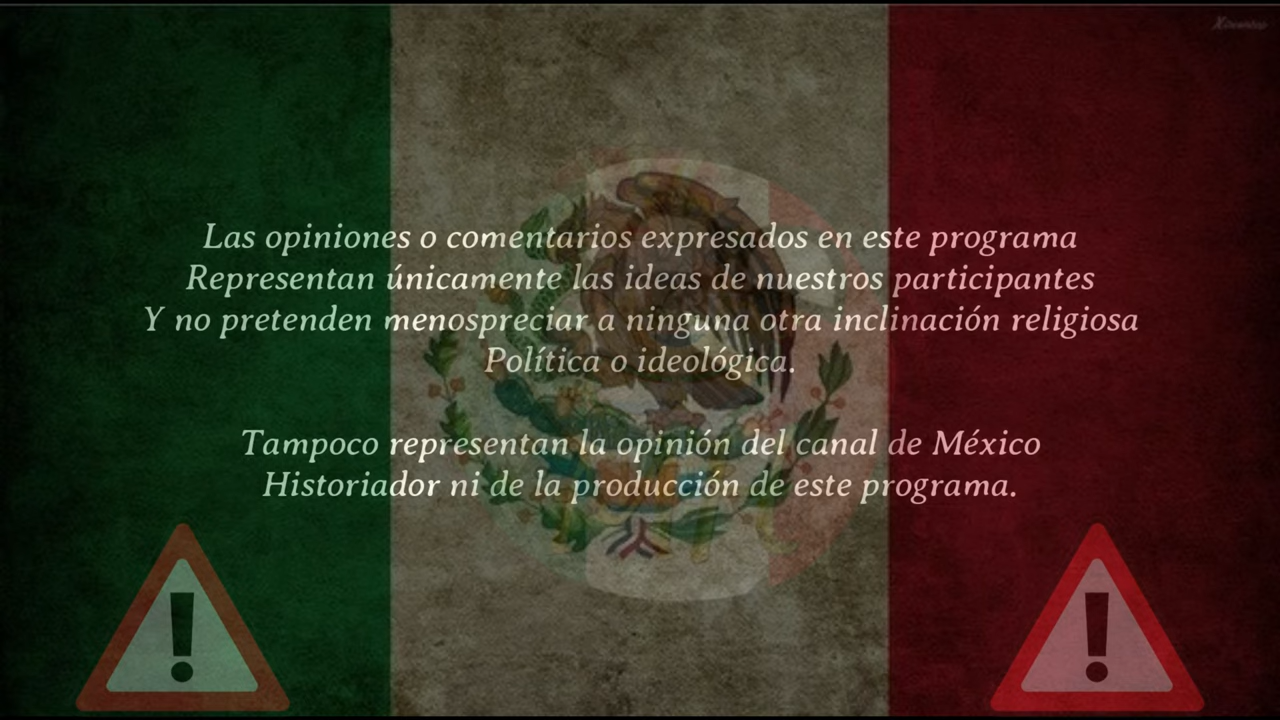 Las opiniones o comentarios expresados en este programa
Representan únicamente las ideas de nuestros participantes
Y no pretenden menospreciar a ninguna otra inclinación religiosa
Política o ideológica.
Tampoco representan la opinión del canal de México
Historiador ni de la producción de este programa.